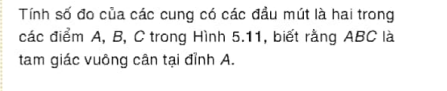 Tính số đo của các cung có các đầu mút là hai trong
các điểm A, B, C trong Hình 5.11, biết rằng ABC là
tam giác vuông cân tại đỉnh A.